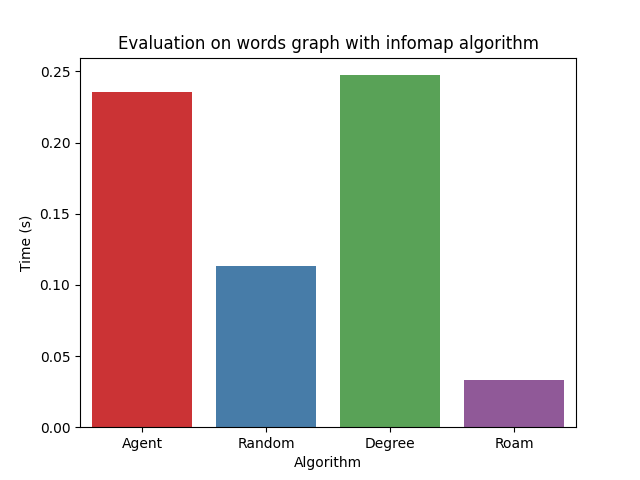 Evaluation on words graph with infomap algorithm
0.25
0.20
0.15
0.10
0.05
0.00
Time (s)
Agent Random Degree Roam
Algorithm